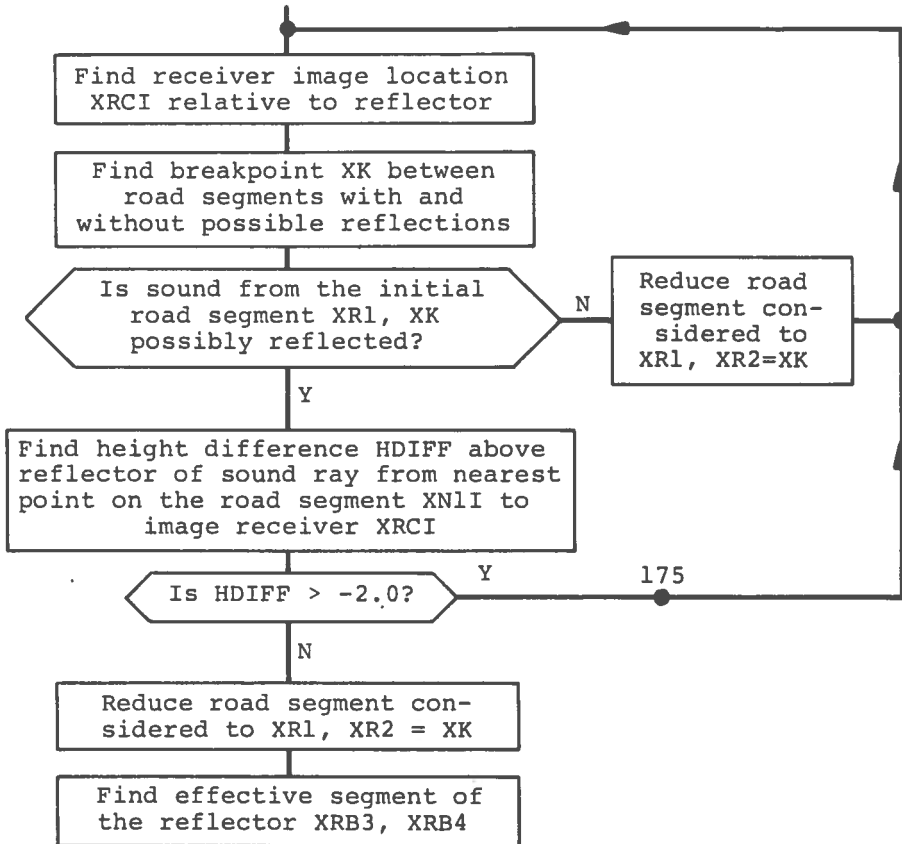 Find receiver image location
XRCI relative to reflector
Find breakpoint XK between
road segments with and
without possible reflections
Is sound from the initial
road segment XR1, XK
possibly reflected?
N
Reduce road
segment con-
sidered to
XR1, XR2=XK
Y
Find height difference HDIFF above
reflector of sound ray from nearest
point on the road segment XN1I to
image receiver XRCI
Is HDIFF > -2.0?
Y
175
N
Reduce road segment con-
sidered to XR1, XR2 = XK
Find effective segment of
the reflector XRB3, XRB4